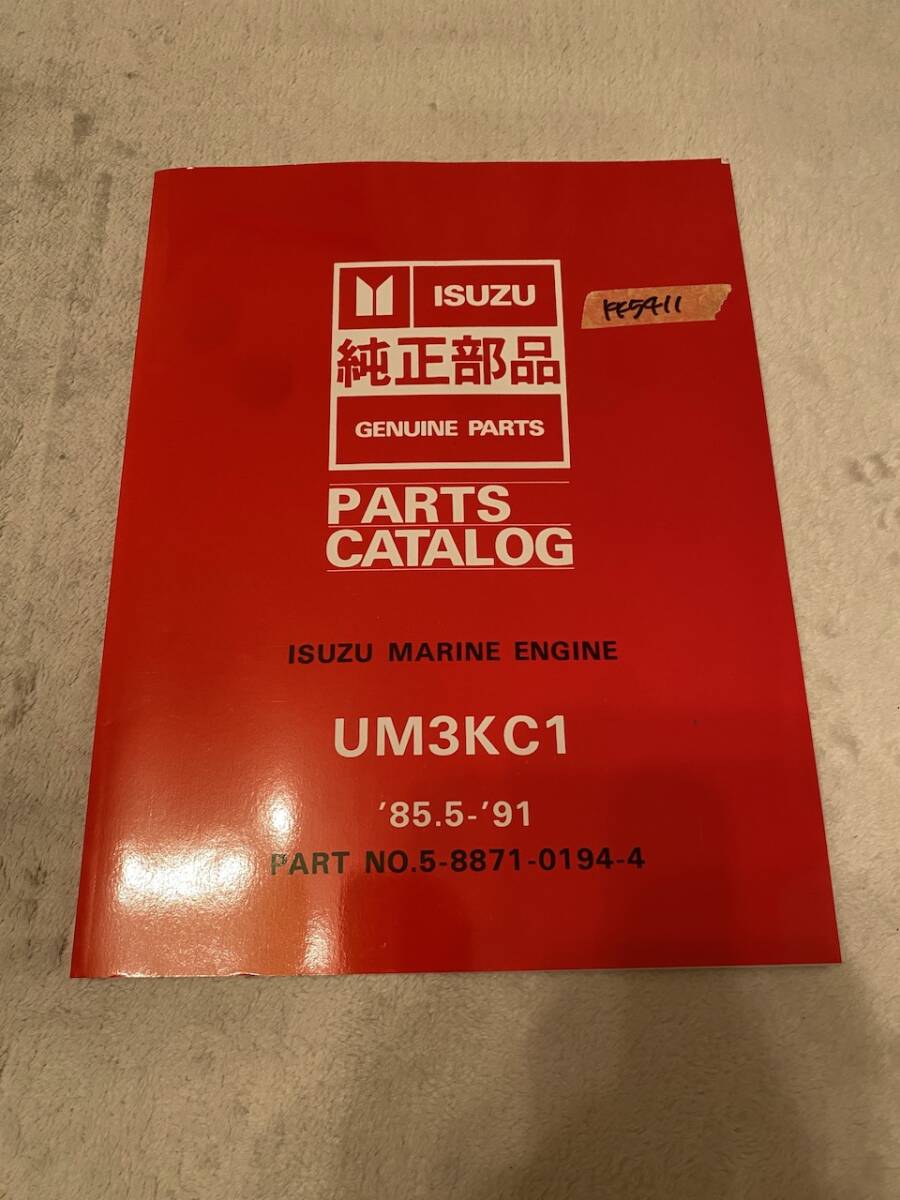 ISUZU
純正部品
GENUINE PARTS
PARTS
CATALOG
ISUZU MARINE ENGINE
UM3KC1
'85.5-'91
PART NO.5-8871-0194-4